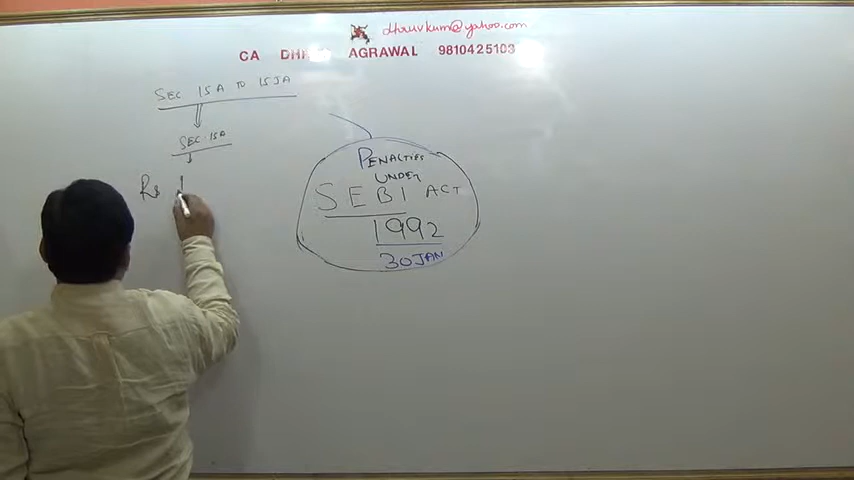 dhruvkum@yahoo.com
CA AGRAWAL 9810425103
SEC 15A TO 15JA
SEC. 15A
Rs 1
PENALTIES
UNDER
SEBI ACT
1992
30 JAN